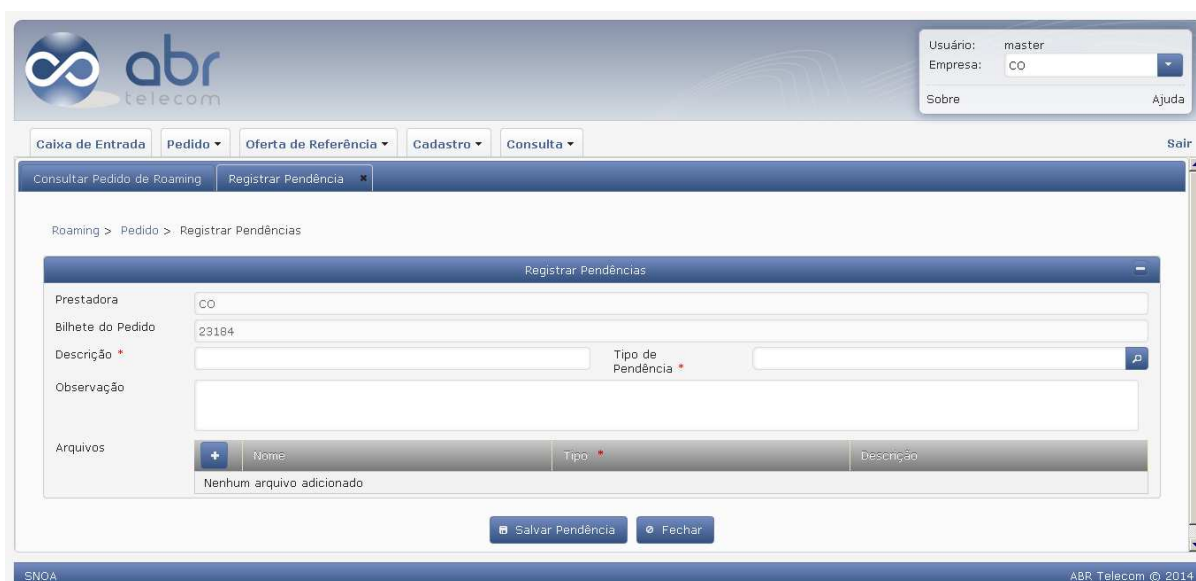 abr
telecom
Usuário: master
Empresa: CO
Sobre Ajuda
Caixa de Entrada Pedido Oferta de Referência Cadastro Consulta Sair
Consultar Pedido de Roaming Registrar Pendência
Roaming > Pedido > Registrar Pendências
Registrar Pendências
Prestadora CO
Bilhete do Pedido 23184
Descrição * Tipo de Pendência *
Observação
Arquivos + Nome Tipo * Descrição
Nenhum arquivo adicionado
Salvar Pendência Fechar
SNOA ABR Telecom © 2014